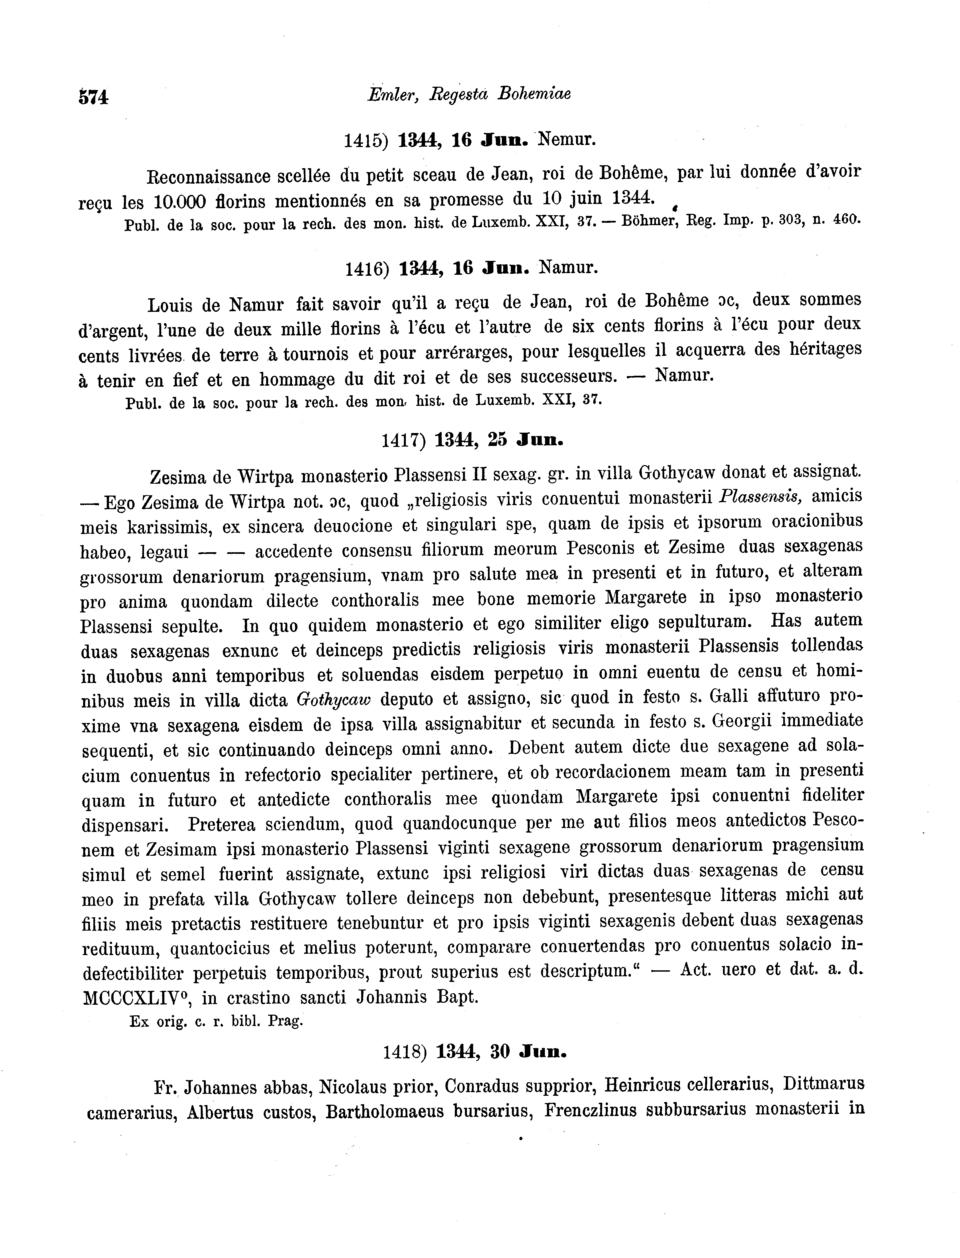 574
Emler, Regesta Bohemiae
1415) 1344, 16 Jun. Nemur.
Reconnaissance scellée du petit sceau de Jean, roi de Bohême, par lui donnée d'avoir
reçu les 10.000 florins mentionnés en sa promesse du 10 juin 1344.
Publ. de la soc. pour la rech. des mon. hist. de Luxemb. XXI, 37. — Böhmer, Reg. Imp. p. 303, n. 460.
1416) 1344, 16 Jun. Namur.
Louis de Namur fait savoir qu'il a reçu de Jean, roi de Bohême ɔc, deux sommes
d'argent, l'une de deux mille florins à l'écu et l'autre de six cents florins à l'écu pour deux
cents livrées de terre à tournois et pour arrérarges, pour lesquelles il acquerra des héritages
à tenir en fief et en hommage du dit roi et de ses successeurs. — Namur.
Publ. de la soc. pour la rech. des mon. hist. de Luxemb. XXI, 37.
1417) 1344, 25 Jun.
Zesima de Wirtpa monasterio Plassensi II sexag. gr. in villa Gothycaw donat et assignat.
— Ego Zesima de Wirtpa not. ɔc, quod „religiosis viris conuentui monasterii Plassensis, amicis
meis karissimis, ex sincera deuocione et singulari spe, quam de ipsis et ipsorum oracionibus
habeo, legaui — — accedente consensu filiorum meorum Pesconis et Zesime duas sexagenas
grossorum denariorum pragensium, vnam pro salute mea in presenti et in futuro, et alteram
pro anima quondam dilecte conthoralis mee bone memorie Margarete in ipso monasterio
Plassensi sepulte. In quo quidem monasterio et ego similiter eligo sepulturam. Has autem
duas sexagenas exnunc et deinceps predictis religiosis viris monasterii Plassensis tollendas
in duobus anni temporibus et soluendas eisdem perpetuo in omni euentu de censu et homi-
nibus meis in villa dicta Gothycaw deputo et assigno, sic quod in festo s. Galli affuturo pro-
xime vna sexagena eisdem de ipsa villa assignabitur et secunda in festo s. Georgii immediate
sequenti, et sic continuando deinceps omni anno. Debent autem dicte due sexagene ad sola-
cium conuentus in refectorio specialiter pertinere, et ob recordacionem meam tam in presenti
quam in futuro et antedicte conthoralis mee quondam Margarete ipsi conuentni fideliter
dispensari. Preterea sciendum, quod quandocunque per me aut filios meos antedictos Pesco-
nem et Zesimam ipsi monasterio Plassensi viginti sexagene grossorum denariorum pragensium
simul et semel fuerint assignate, extunc ipsi religiosi viri dictas duas sexagenas de censu
meo in prefata villa Gothycaw tollere deinceps non debebunt, presentesque litteras michi aut
filiis meis pretactis restituere tenebuntur et pro ipsis viginti sexagenis debent duas sexagenas
redituum, quantocicius et melius poterunt, comparare conuertendas pro conuentus solacio in-
defectibiliter perpetuis temporibus, prout superius est descriptum.“ — Act. uero et dat. a. d.
MCCCXLIV⁰, in crastino sancti Johannis Bapt.
Ex orig. c. r. bibl. Prag.
1418) 1344, 30 Jun.
Fr. Johannes abbas, Nicolaus prior, Conradus supprior, Heinricus cellerarius, Dittmarus
camerarius, Albertus custos, Bartholomaeus bursarius, Frenczlinus subbursarius monasterii in